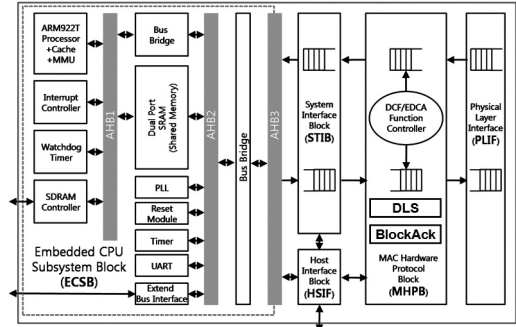 ARM922T
Processor
+Cache
+MMU
Interrupt
Controller
Watchdog
Timer
SDRAM
Controller
Embedded CPU
Subsystem Block
(ECSB)
AHB1
Bus
Bridge
Dual Port
SRAM
(Shared Memory)
PLL
Reset
Module
Timer
UART
Extend
Bus Interface
AHB2
Bus Bridge
AHB3
System
Interface
Block
(STIB)
Host
Interface
Block
(HSIF)
DCF/EDCA
Function
Controller
DLS
BlockAck
MAC Hardware
Protocol
Block
(MHPB)
Physical
Layer
Interface
(PLIF)